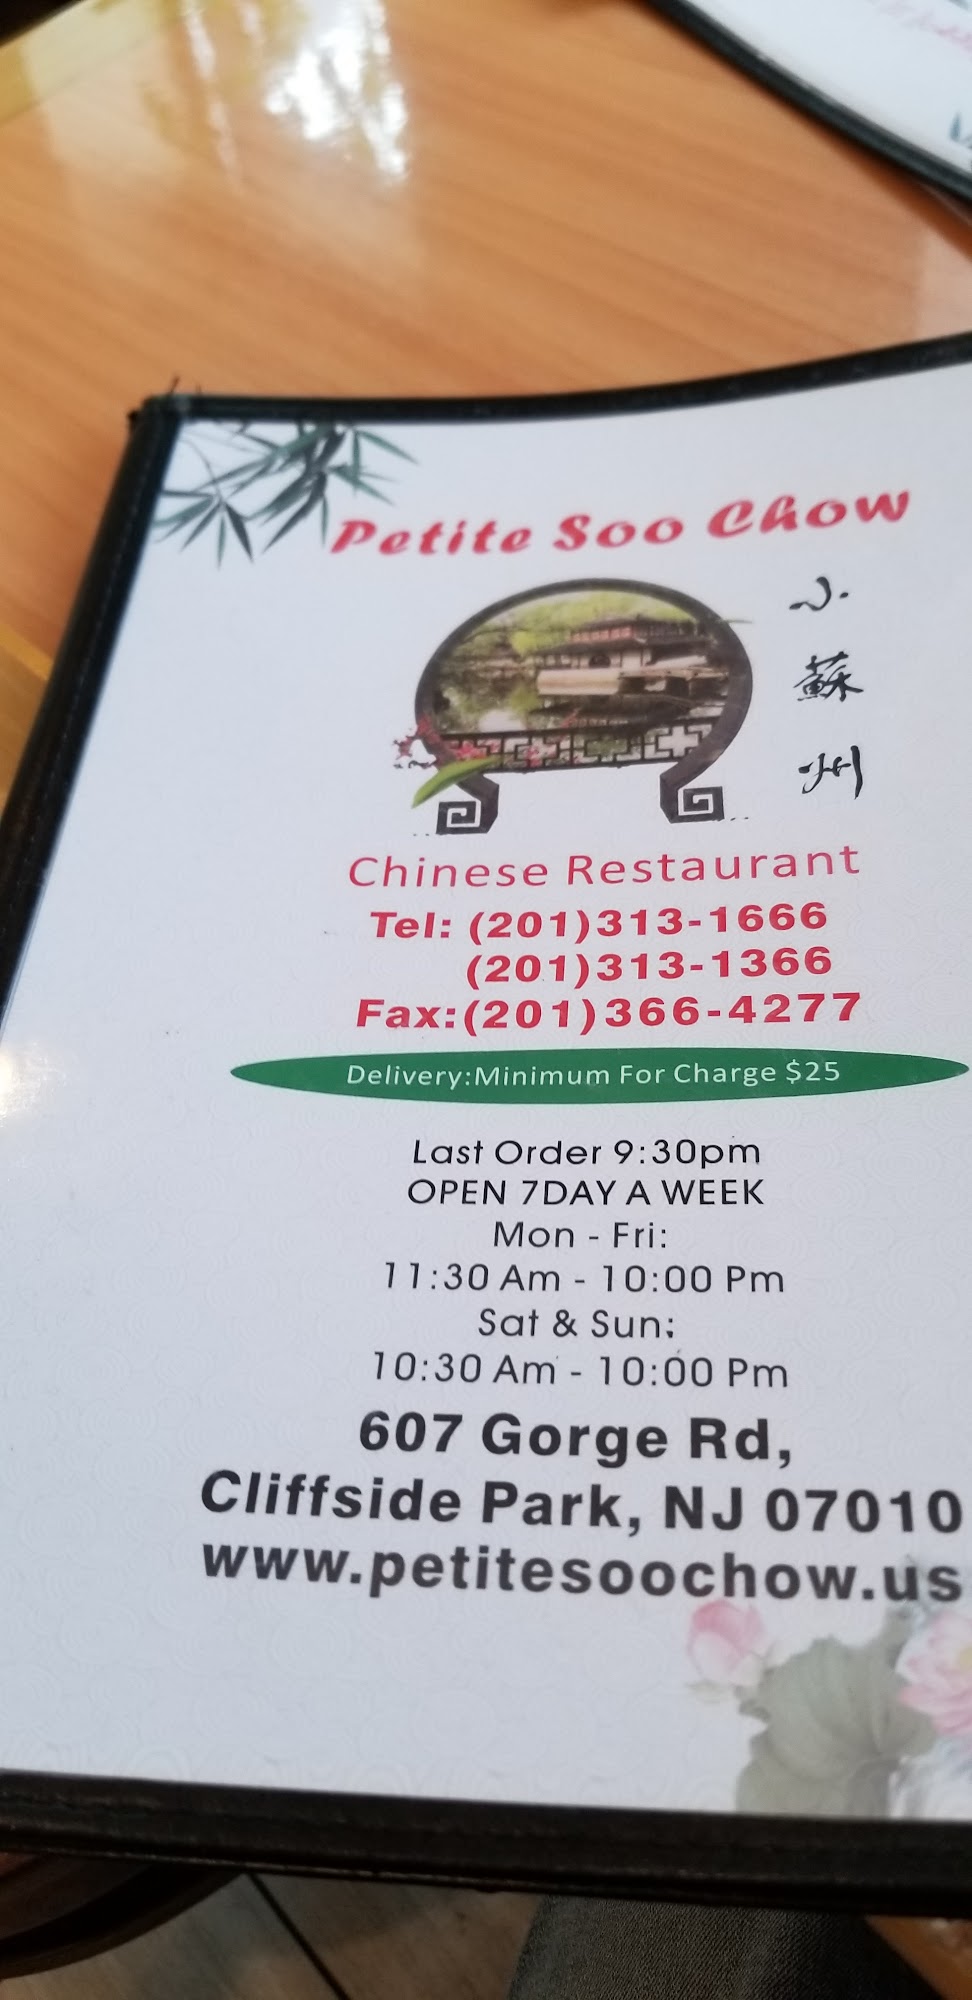 Petite Soo Chow
小
蘇
州
Chinese Restaurant
Tel: (201)313-1666
(201)313-1366
Fax:(201)366-4277
Delivery:Minimum For Charge $25
Last Order 9:30pm
OPEN 7DAY A WEEK
Mon - Fri:
11:30 Am - 10:00 Pm
Sat & Sun:
10:30 Am - 10:00 Pm
607 Gorge Rd,
Cliffside Park, NJ 07010
www.petitesoochow.us